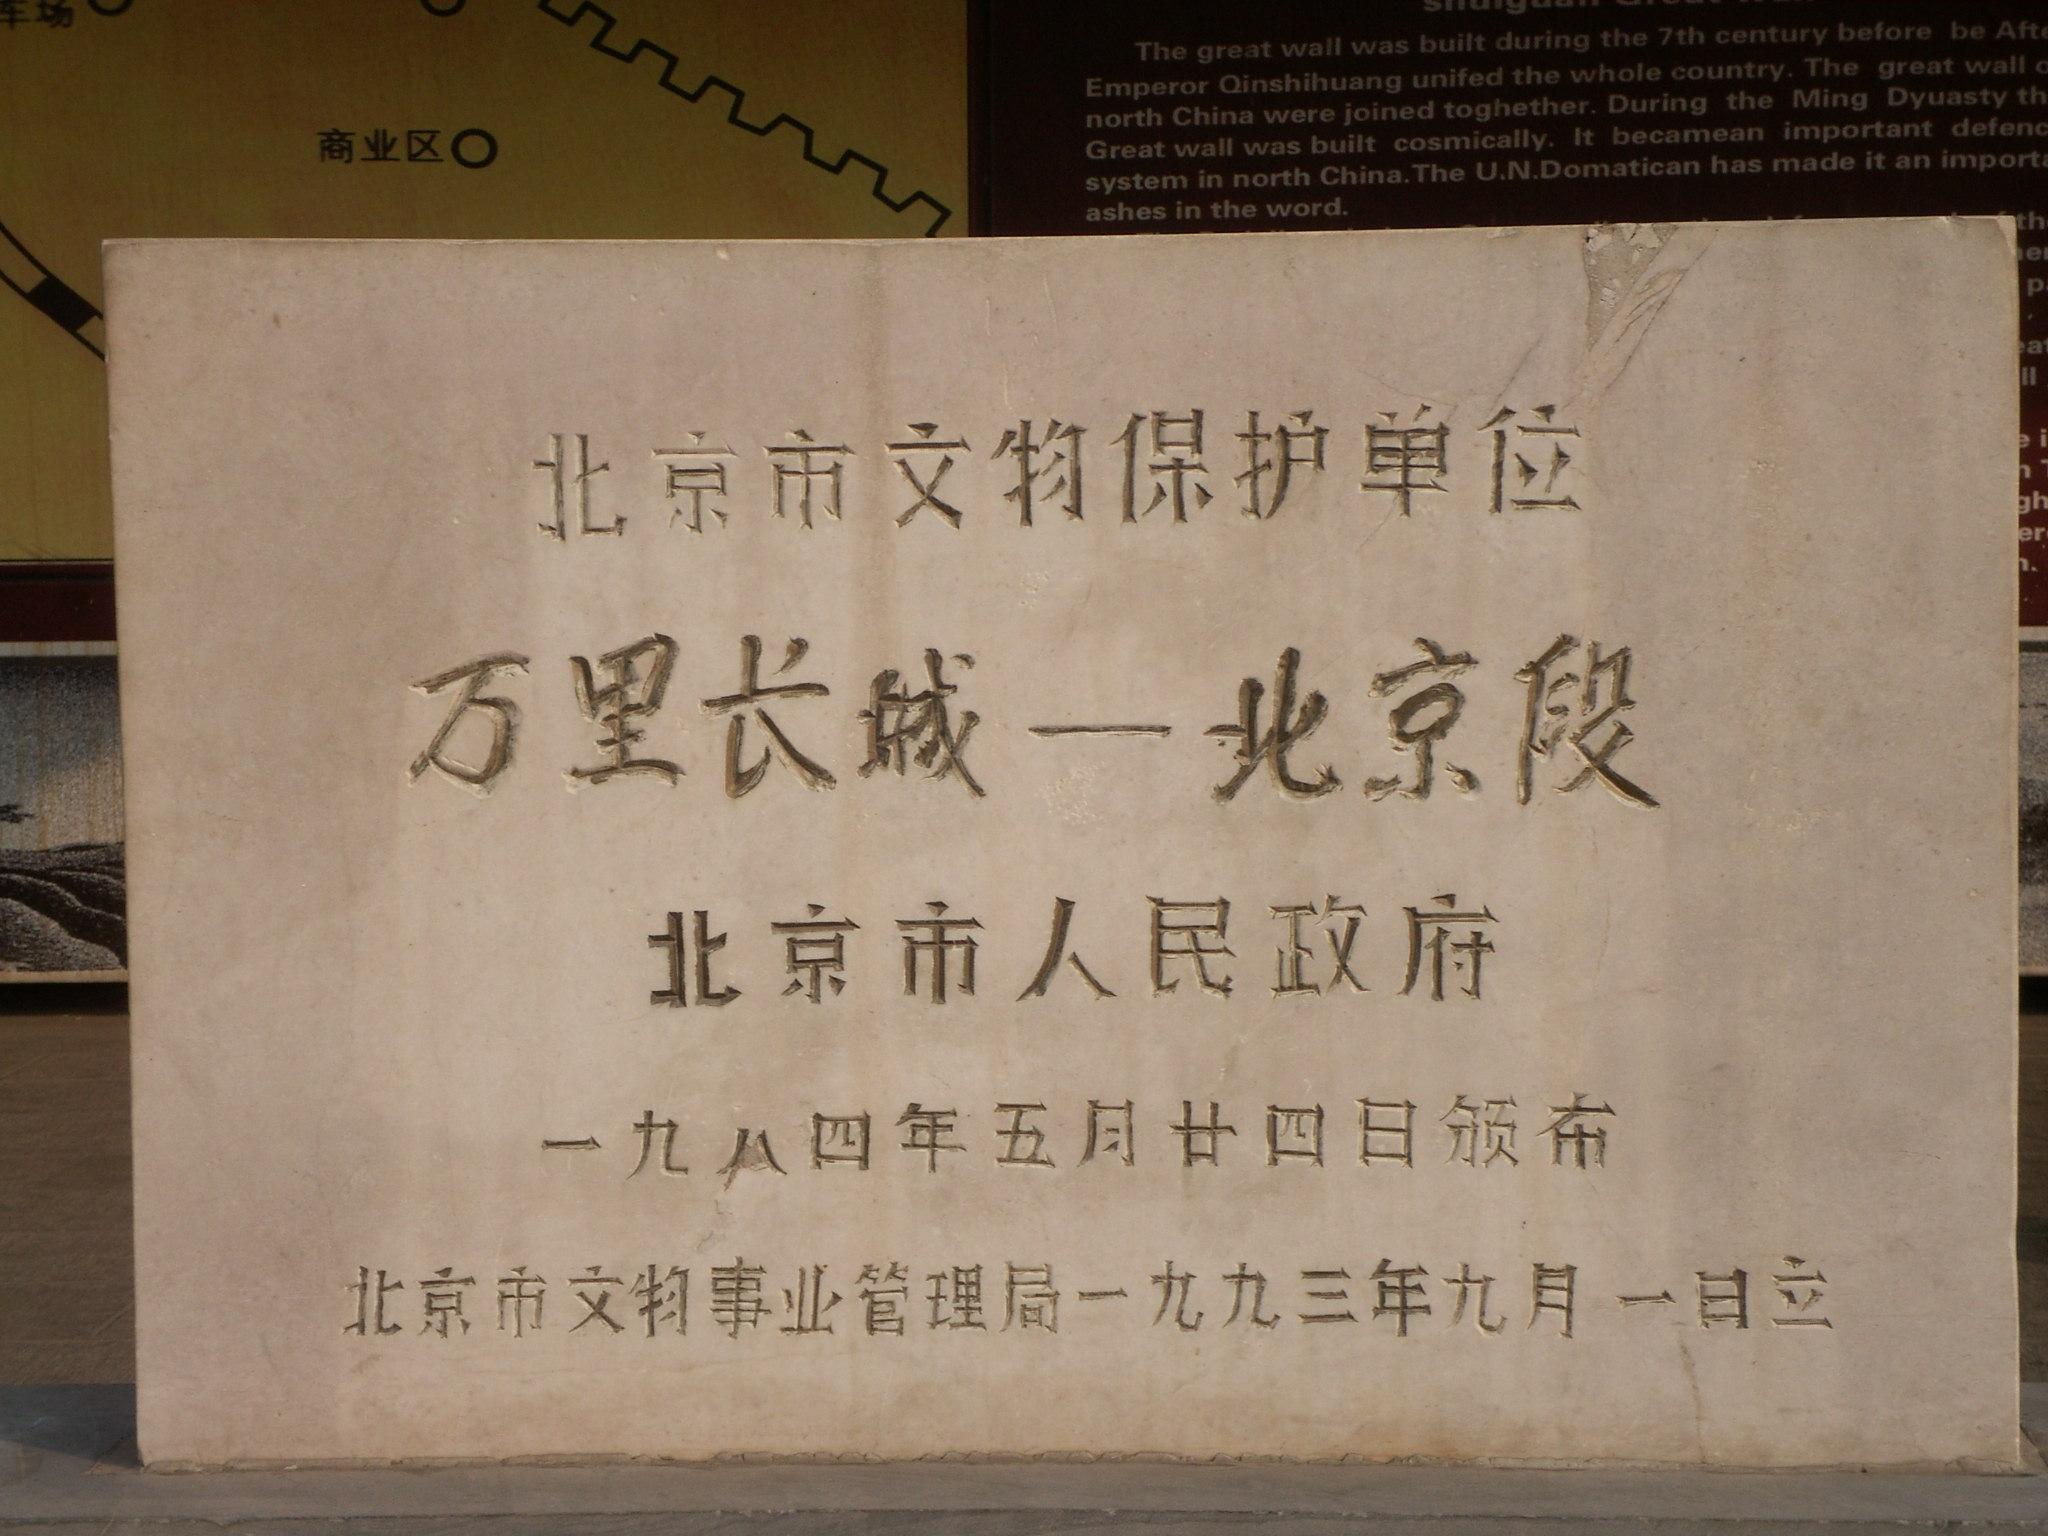 车场
商业区
shuiguan Great
The great wall was built during the 7th century before be
Emperor Qinshihuang unifed the whole country. The great wall
north China were joined toghether. During the Ming Dyuasty
Great wall was built cosmically. It becamean important
system in north China.The U.N.Domatican has made it an
ashes in the word.
北京市文物保护单位
万里长城—北京段
北京市人民政府
一九八四年五月廿四日颁布
北京市文物事业管理局一九九三年九月一日立